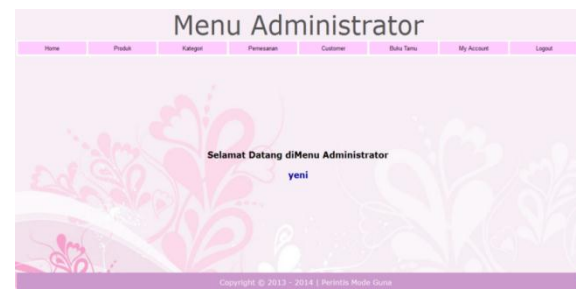 Menu Administrator
Home Produk Kategori Pemesanan Customer Buku Tamu My Account Logout
Selamat Datang diMenu Administrator
yeni
Copyright © 2013 - 2014 | Perintis Mode Guna